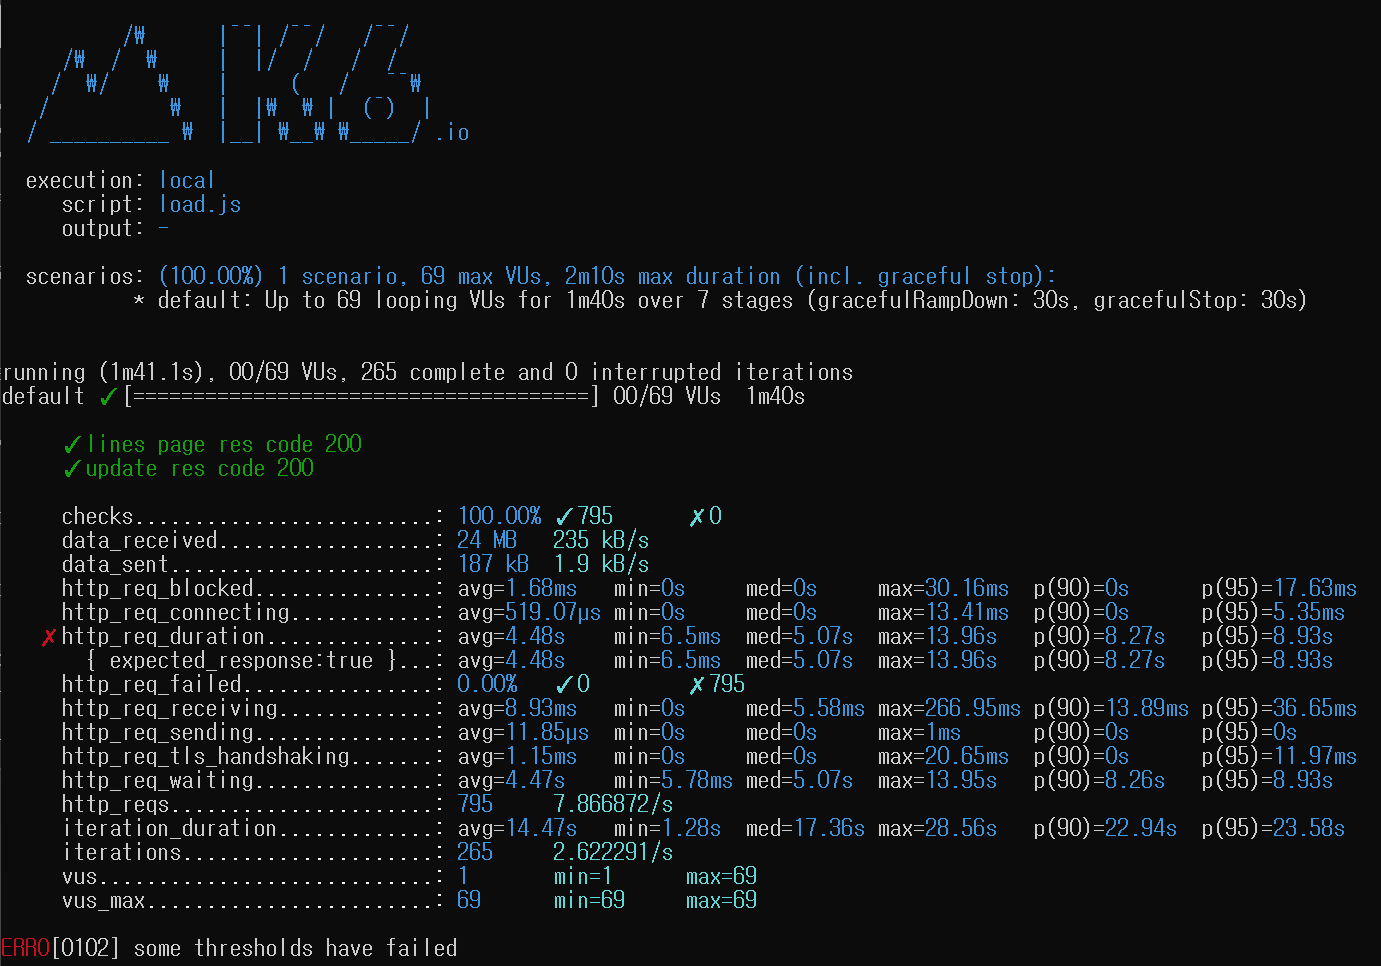 /₩ |‾‾| /‾‾/ /‾‾/
/₩ / ₩ | |/ / / /
/ ₩/ ₩ | ( / ‾‾₩
/ ₩ | |₩ ₩ | (‾) |
/ __________ ₩ |__| ₩__₩ ₩_____/ .io
execution: local
script: load.js
output: -
scenarios: (100.00%) 1 scenario, 69 max VUs, 2m10s max duration (incl. graceful stop):
* default: Up to 69 looping VUs for 1m40s over 7 stages (gracefulRampDown: 30s, gracefulStop: 30s)
running (1m41.1s), 00/69 VUs, 265 complete and 0 interrupted iterations
default ✓ [======================================] 00/69 VUs 1m40s
✓ lines page res code 200
✓ update res code 200
checks.........................: 100.00% ✓ 795 ✗ 0
data_received..................: 24 MB 235 kB/s
data_sent......................: 187 kB 1.9 kB/s
http_req_blocked...............: avg=1.68ms min=0s med=0s max=30.16ms p(90)=0s p(95)=17.63ms
http_req_connecting............: avg=519.07µs min=0s med=0s max=13.41ms p(90)=0s p(95)=5.35ms
✗ http_req_duration..............: avg=4.48s min=6.5ms med=5.07s max=13.96s p(90)=8.27s p(95)=8.93s
{ expected_response:true }...: avg=4.48s min=6.5ms med=5.07s max=13.96s p(90)=8.27s p(95)=8.93s
http_req_failed................: 0.00% ✓ 0 ✗ 795
http_req_receiving.............: avg=8.93ms min=0s med=5.58ms max=266.95ms p(90)=13.89ms p(95)=36.65ms
http_req_sending...............: avg=11.85µs min=0s med=0s max=1ms p(90)=0s p(95)=0s
http_req_tls_handshaking.......: avg=1.15ms min=0s med=0s max=20.65ms p(90)=0s p(95)=11.97ms
http_req_waiting...............: avg=4.47s min=5.78ms med=5.07s max=13.95s p(90)=8.26s p(95)=8.93s
http_reqs......................: 795 7.866872/s
iteration_duration.............: avg=14.47s min=1.28s med=17.36s max=28.56s p(90)=22.94s p(95)=23.58s
iterations.....................: 265 2.622291/s
vus............................: 1 min=1 max=69
vus_max........................: 69 min=69 max=69
ERRO[0102] some thresholds have failed